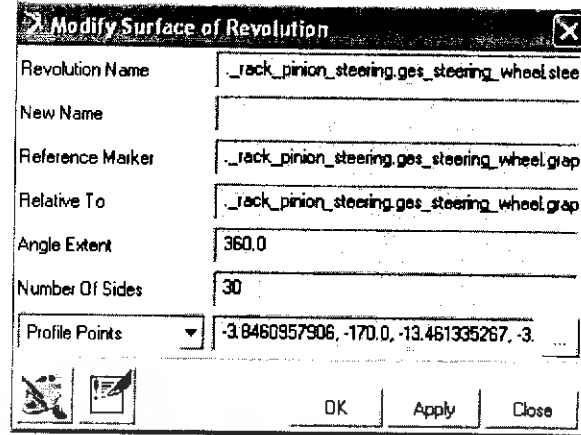 Modify Surface of Revolution
Revolution Name ._rack_pinion_steering.ges_steering_wheel.stee
New Name
Reference Marker ._rack_pinion_steering.ges_steering_wheel.grap
Relative To ._rack_pinion_steering.ges_steering_wheel.grap
Angle Extent 360.0
Number Of Sides 30
Profile Points -3.8460957906, -170.0, -13.461335267, -3. ...
OK Apply Close